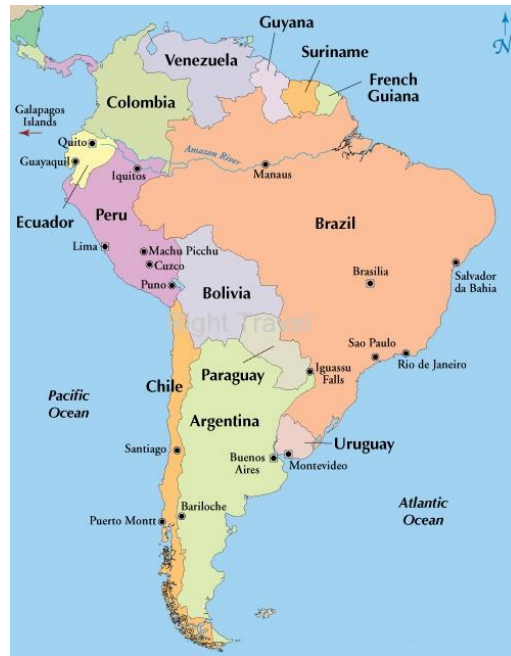 Guyana
Venezuela
Suriname
N
French
Guiana
Colombia
Galapagos
Islands
Quito
Guayaquil
Amazon River
Iquitos
Manaus
Ecuador
Peru
Brazil
Lima
Machu Picchu
Cuzco
Puno
Brasilia
Salvador
da Bahia
Bolivia
ight Travel
Sao Paulo
Rio de Janeiro
Iguassu
Falls
Paraguay
Chile
Pacific
Ocean
Argentina
Uruguay
Santiago
Buenos
Aires
Montevideo
Atlantic
Ocean
Bariloche
Puerto Montt